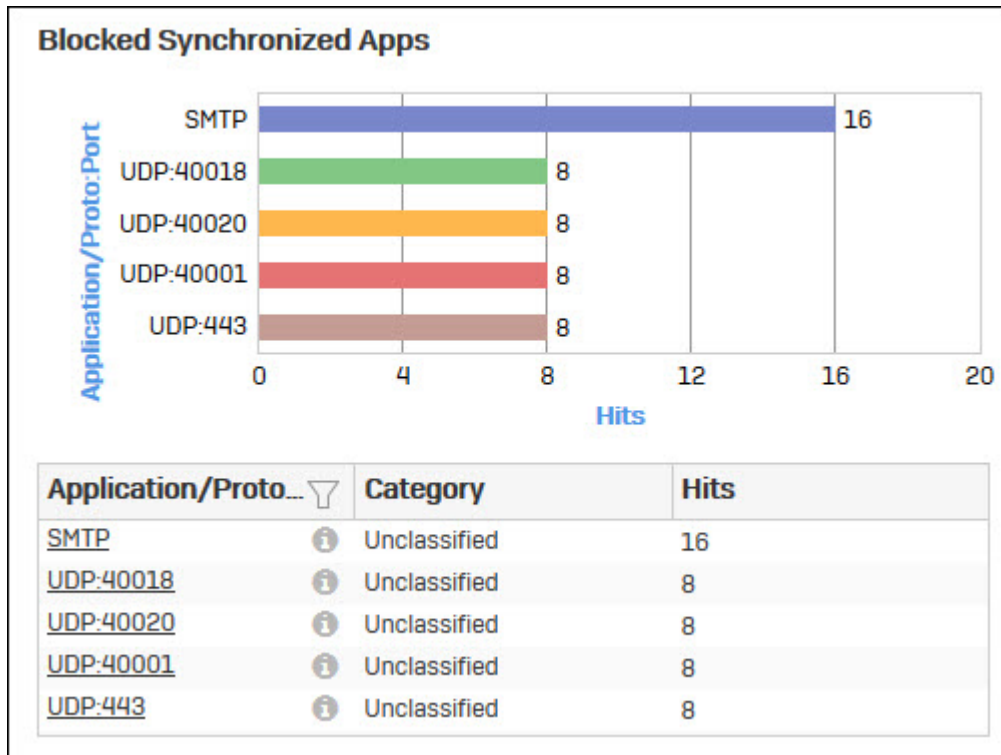 Blocked Synchronized Apps
Application/Proto:Port
SMTP 16
UDP:40018 8
UDP:40020 8
UDP:40001 8
UDP:443 8
0 4 8 12 16 20
Hits
Application/Proto... Category Hits
SMTP Unclassified 16
UDP:40018 Unclassified 8
UDP:40020 Unclassified 8
UDP:40001 Unclassified 8
UDP:443 Unclassified 8